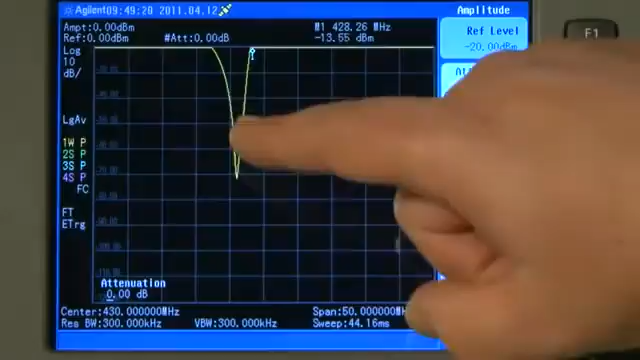 Agilent 09:49:20 2011.04.12
Amplitude
Ampt:0.00dBm
M1 428.26 MHz
Ref:0.00dBm #Att:0.00dB
-13.55 dBm
Log
10
dB/
LgAv
1W P
2S P
3S P
4S P
FC
FT
ETrg
1
Ref Level
-20.00dBm
F1
Attenuation
0.00 dB
Center:430.000000MHz
Span:50.000000MHz
Res BW:300.000kHz
VBW:300.000kHz
Sweep:44.16ms